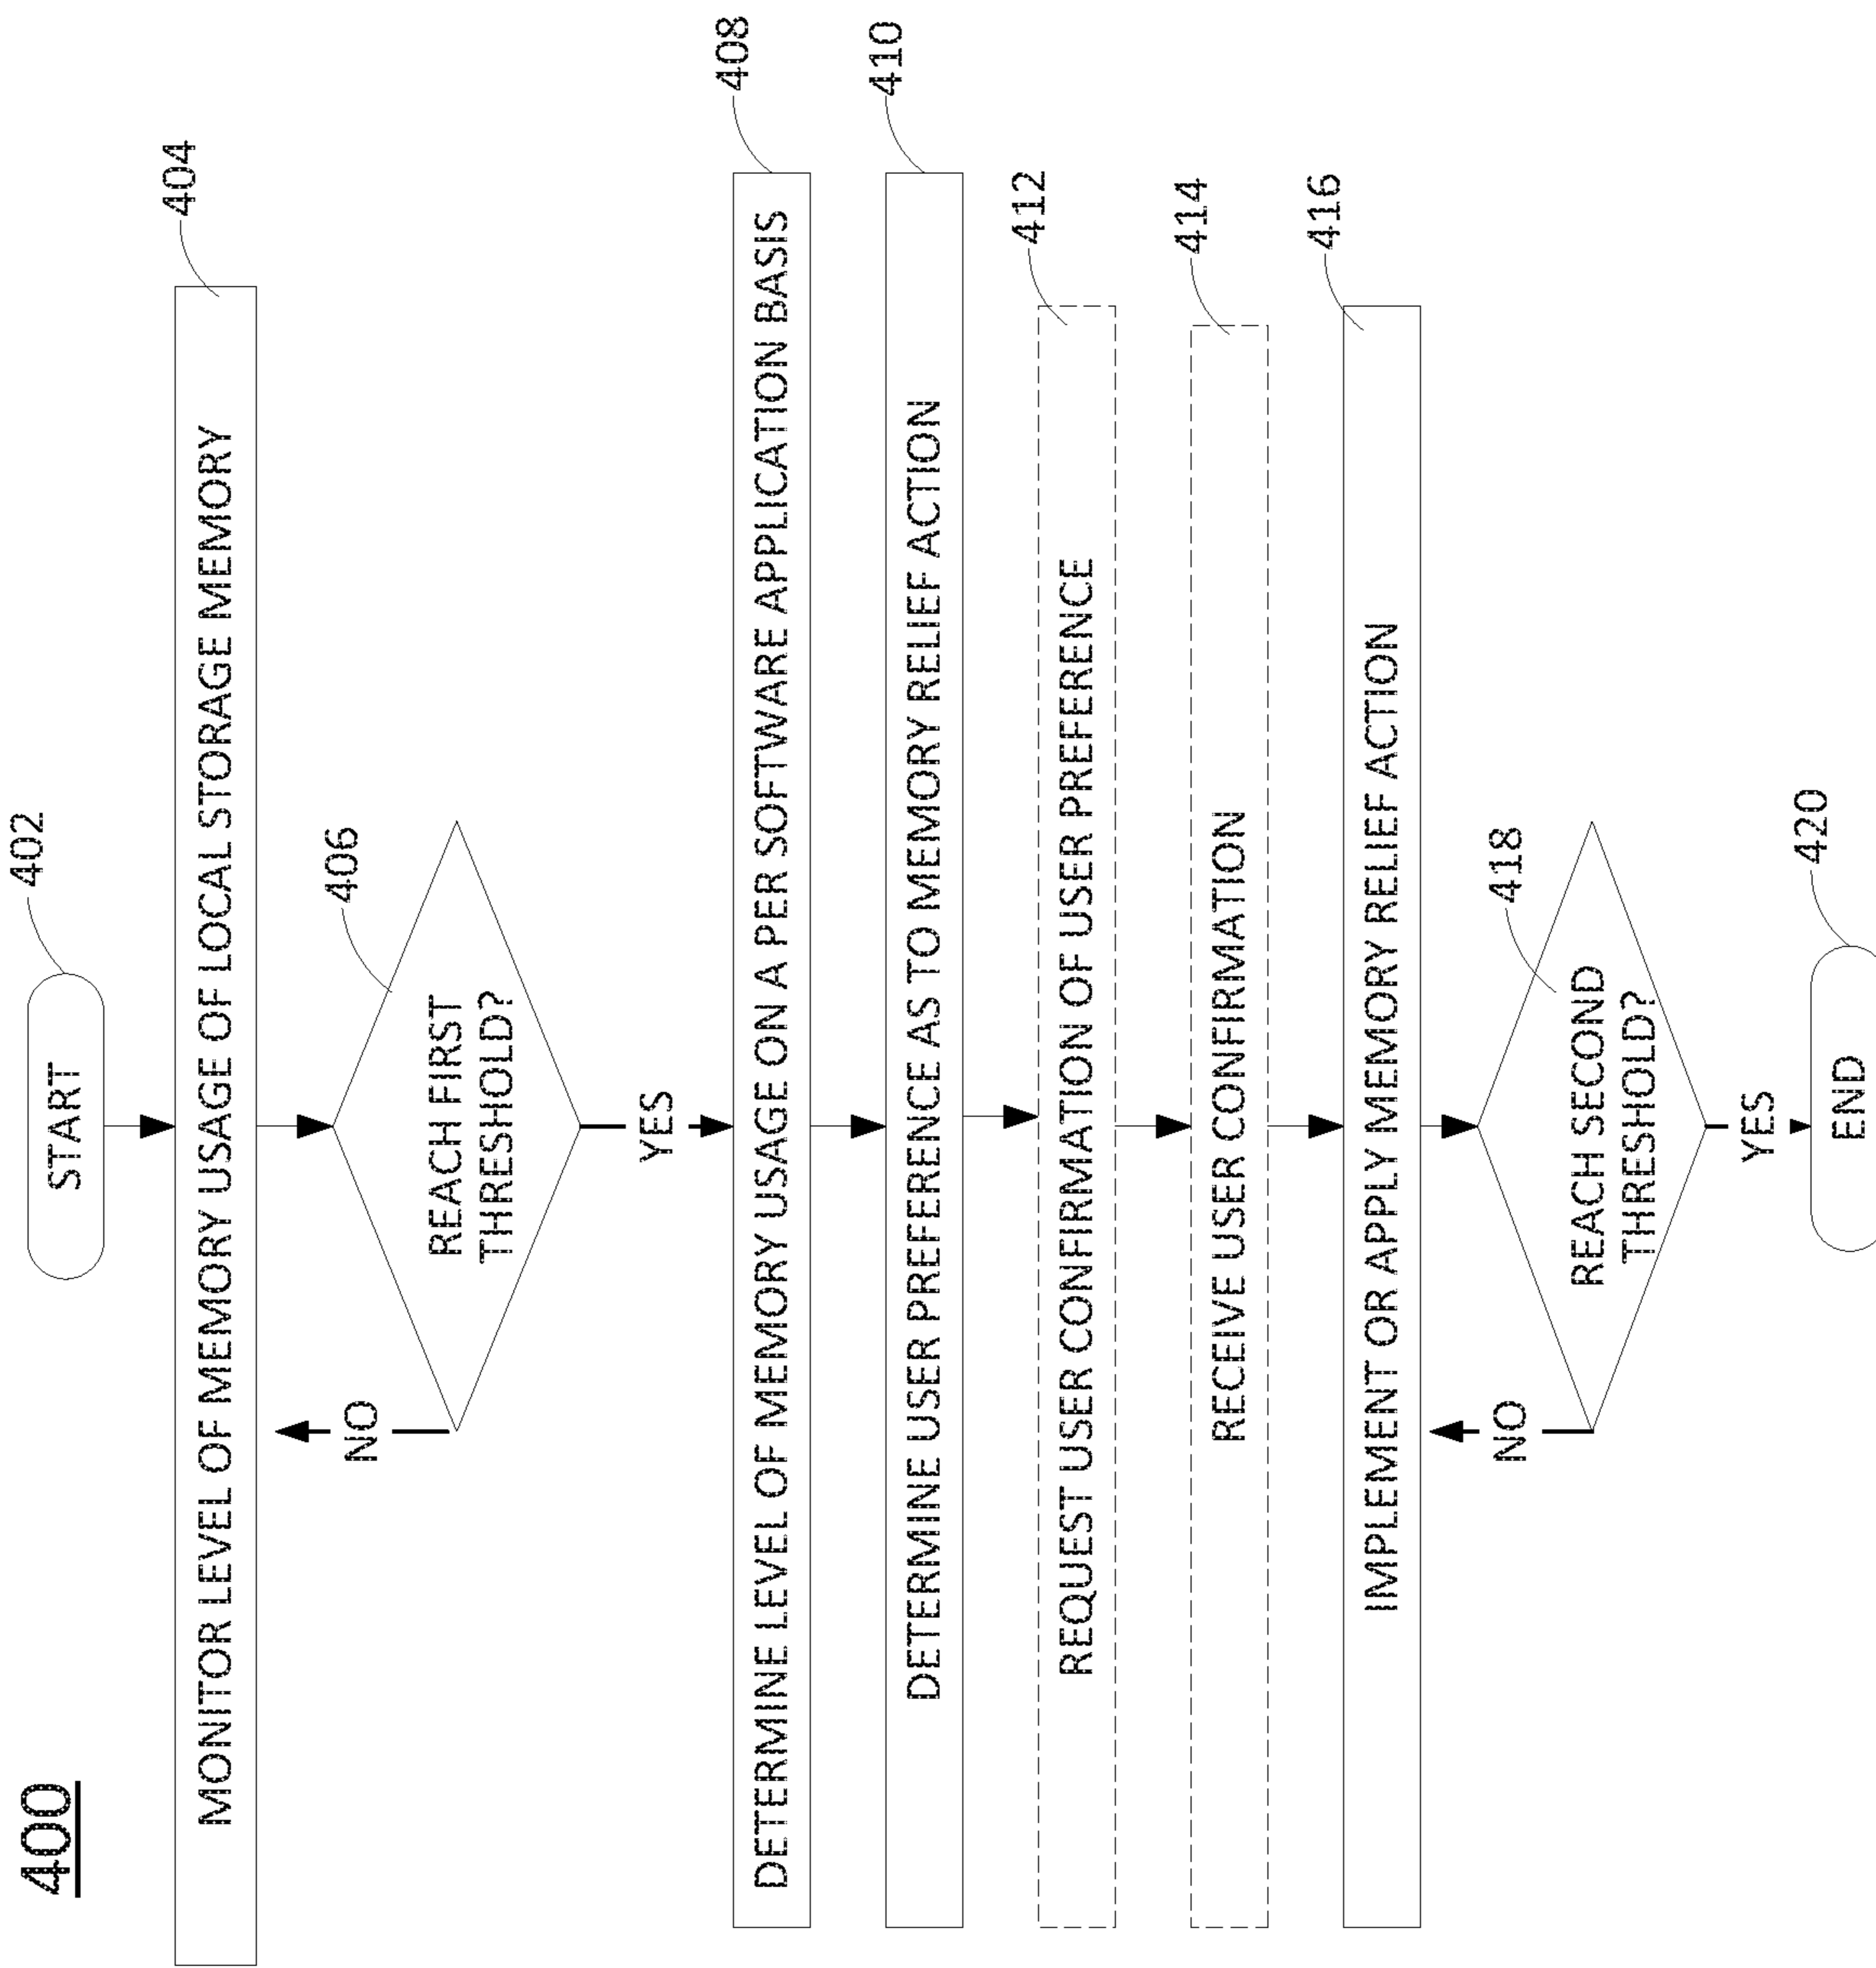 400
START
402
MONITOR LEVEL OF MEMORY USAGE OF LOCAL STORAGE MEMORY
404
REACH FIRST
THRESHOLD?
406
NO
YES
DETERMINE LEVEL OF MEMORY USAGE ON A PER SOFTWARE APPLICATION BASIS
408
DETERMINE USER PREFERENCE AS TO MEMORY RELIEF ACTION
410
REQUEST USER CONFIRMATION OF USER PREFERENCE
412
RECEIVE USER CONFIRMATION
414
IMPLEMENT OR APPLY MEMORY RELIEF ACTION
416
REACH SECOND
THRESHOLD?
418
NO
YES
END
420